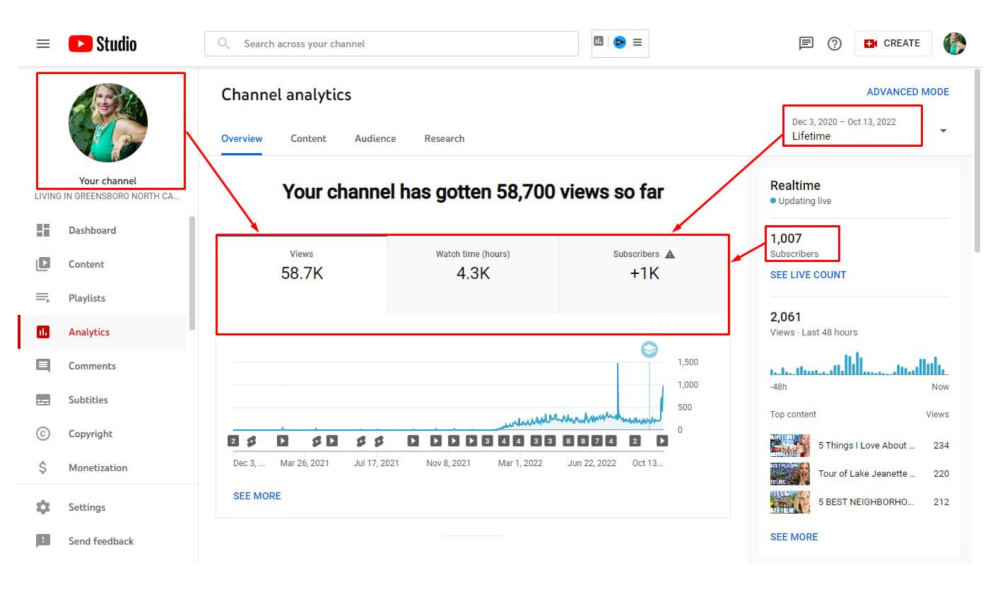 Studio
Search across your channel
CREATE
Your channel
LIVING IN GREENSBORO NORTH CA...
Dashboard
Content
Playlists
Analytics
Comments
Subtitles
Copyright
Monetization
Settings
Send feedback
Channel analytics
ADVANCED MODE
Overview
Content
Audience
Research
Dec 3, 2020 – Oct 13, 2022
Lifetime
Your channel has gotten 58,700 views so far
Views
58.7K
Watch time (hours)
4.3K
Subscribers
+1K
1,500
1,000
500
0
2 3 4 4 3 3 8 8 7 4 2
Dec 3, ... Mar 26, 2021 Jul 17, 2021 Nov 8, 2021 Mar 1, 2022 Jun 22, 2022 Oct 13...
SEE MORE
Realtime
Updating live
1,007
Subscribers
SEE LIVE COUNT
2,061
Views · Last 48 hours
-48h Now
Top content Views
5 Things I Love About ... 234
Tour of Lake Jeanette ... 220
5 BEST NEIGHBORHO... 212
SEE MORE